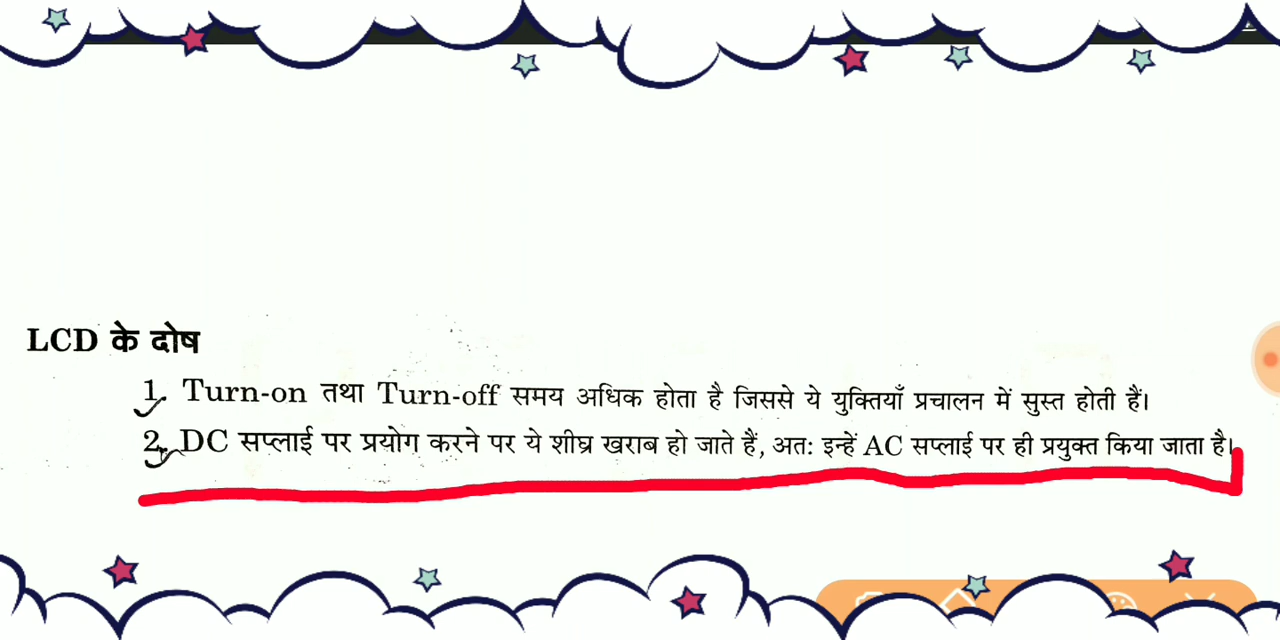 LCD के दोष
1. Turn-on तथा Turn-off समय अधिक होता है जिससे ये युक्तियाँ प्रचालन में सुस्त होती हैं।
2. DC सप्लाई पर प्रयोग करने पर ये शीघ्र खराब हो जाते हैं, अतः इन्हें AC सप्लाई पर ही प्रयुक्त किया जाता है।